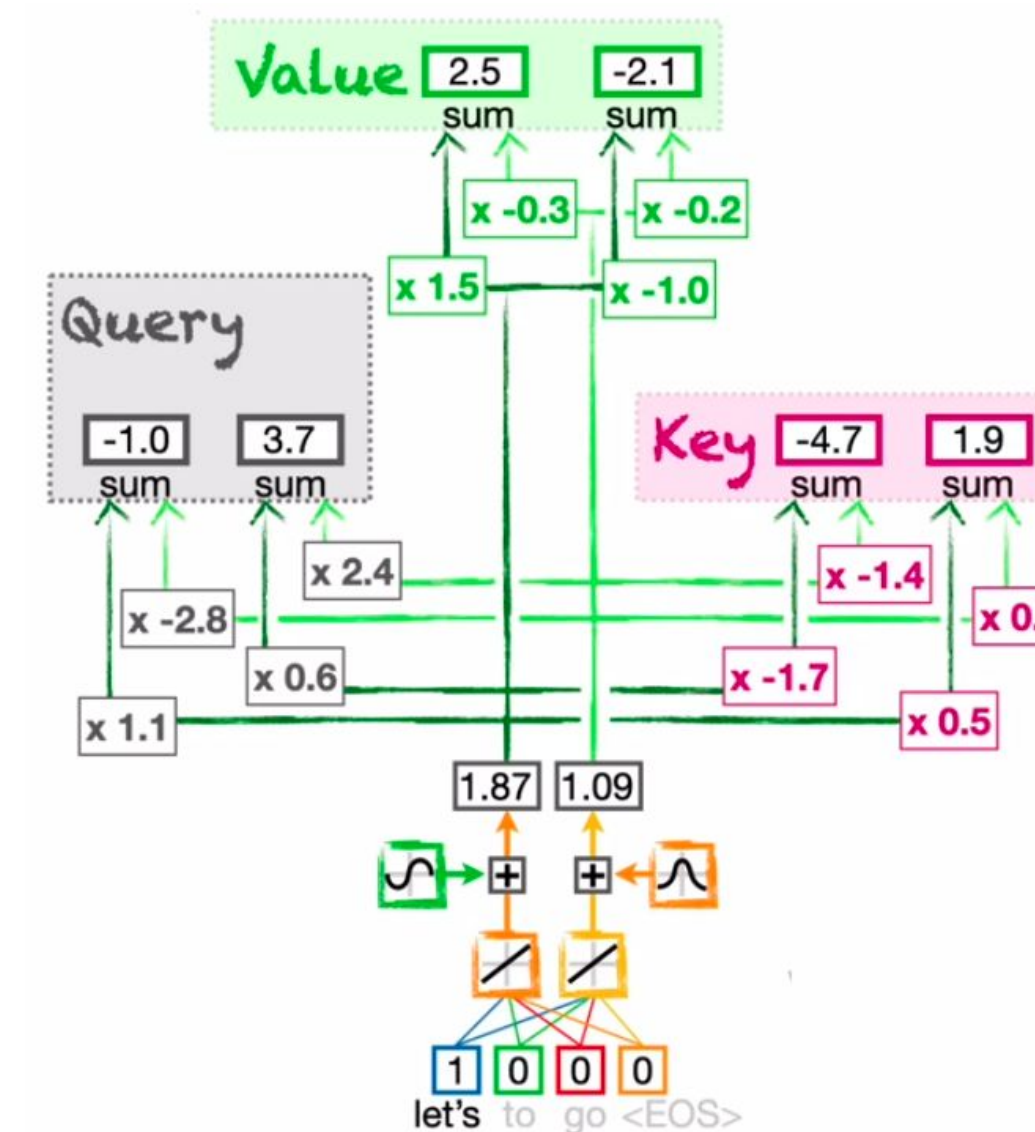 Value 2.5 -2.1
sum sum
x -0.3 x -0.2
x 1.5 x -1.0
Query
-1.0 3.7
sum sum
Key -4.7 1.9
sum sum
x 2.4 x -1.4
x -2.8 x 0.
x 0.6 x -1.7
x 1.1 x 0.5
1.87 1.09
+ +
1 0 0 0
let's to go <EOS>